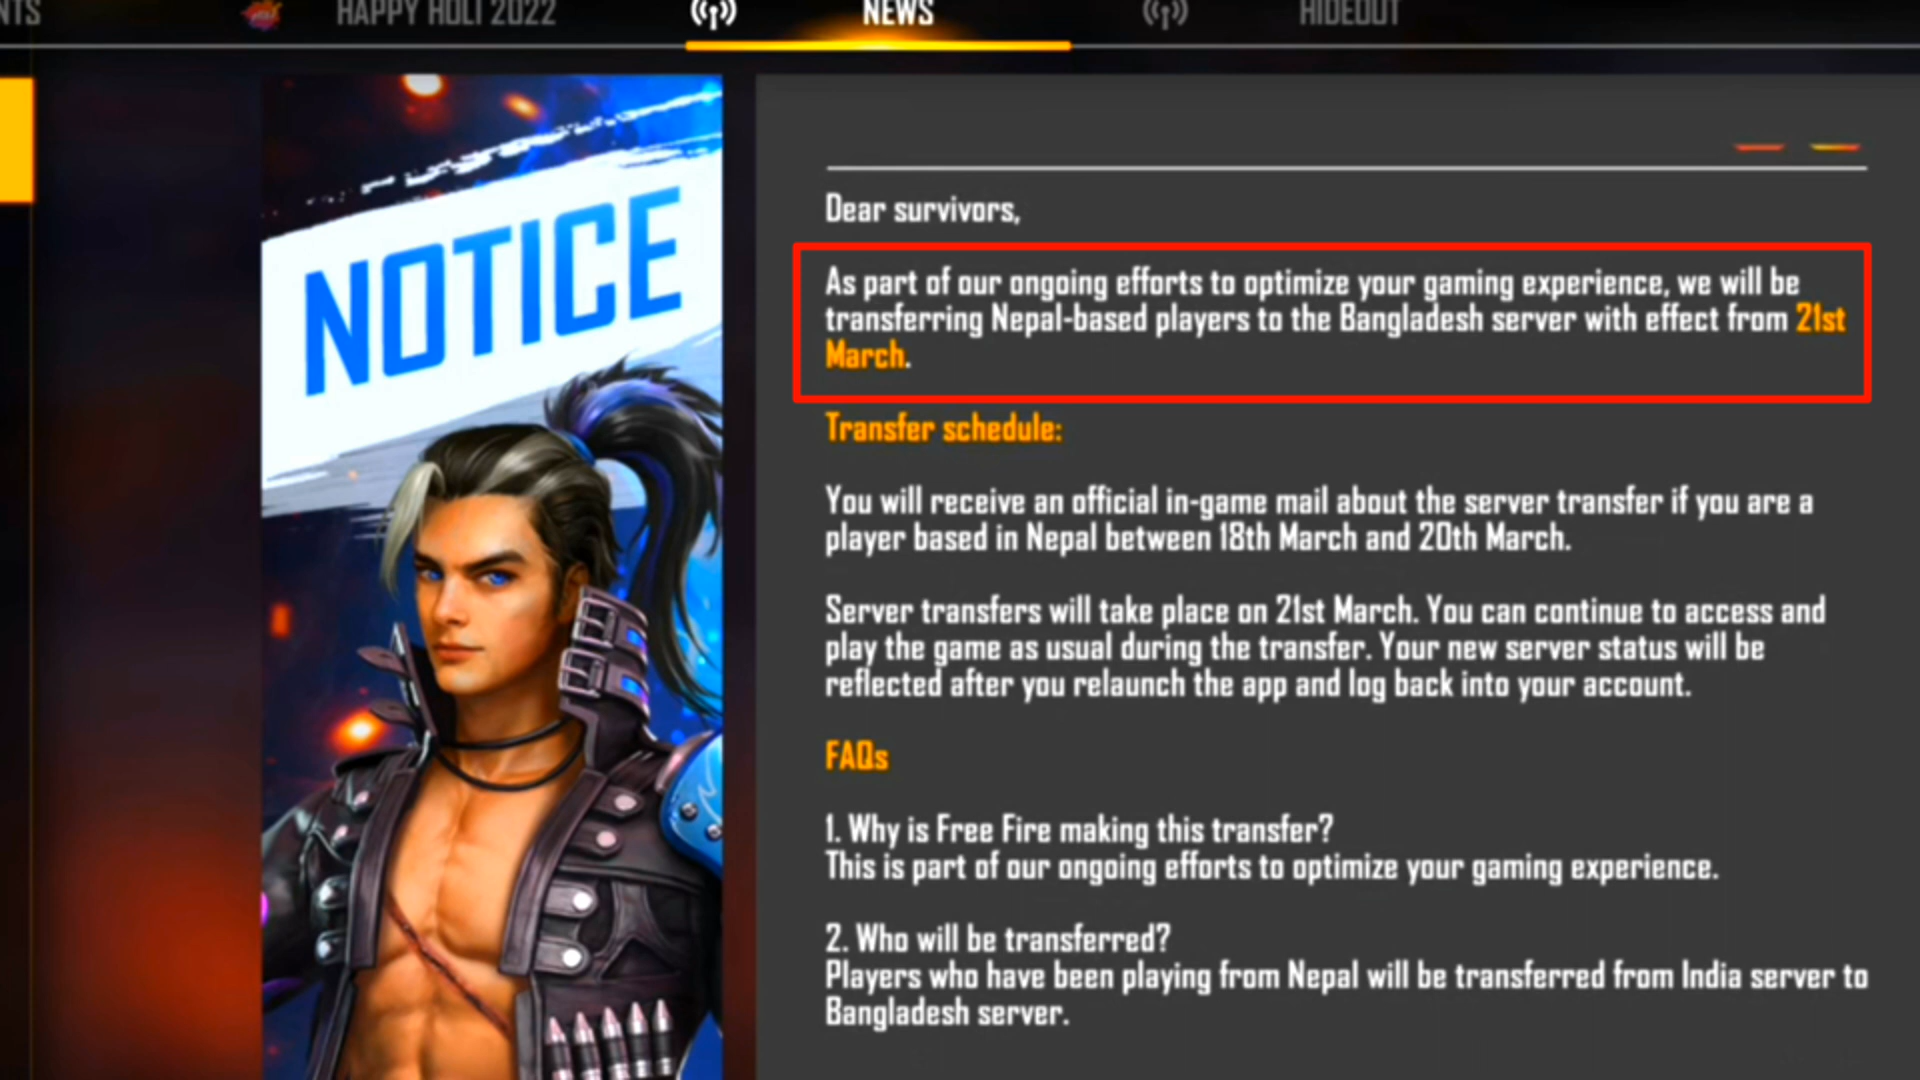 HAPPY HOLI 2022
NEWS
HIDEOUT
NOTICE
Dear survivors,
As part of our ongoing efforts to optimize your gaming experience, we will be
transferring Nepal-based players to the Bangladesh server with effect from 21st
March.
Transfer schedule:
You will receive an official in-game mail about the server transfer if you are a
player based in Nepal between 18th March and 20th March.
Server transfers will take place on 21st March. You can continue to access and
play the game as usual during the transfer. Your new server status will be
reflected after you relaunch the app and log back into your account.
FAQs
1. Why is Free Fire making this transfer?
This is part of our ongoing efforts to optimize your gaming experience.
2. Who will be transferred?
Players who have been playing from Nepal will be transferred from India server to
Bangladesh server.